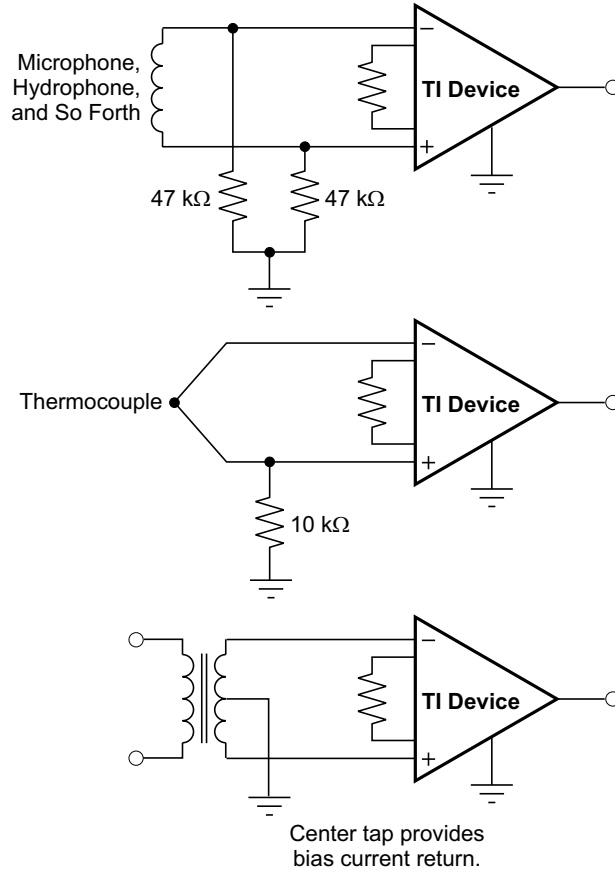 Microphone,
Hydrophone,
and So Forth
−
TI Device
+
47 kΩ
47 kΩ
−
Thermocouple
TI Device
+
10 kΩ
−
TI Device
+
Center tap provides
bias current return.